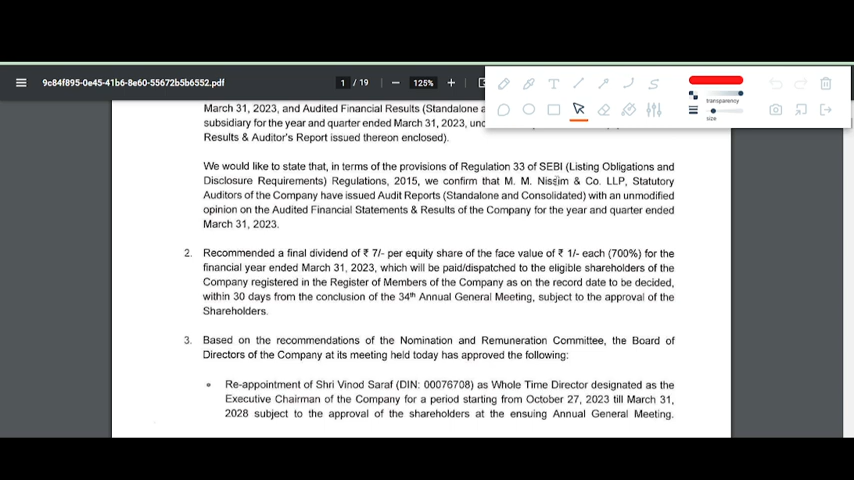 9c84f895-0e45-41b6-8e60-55672b5b6552.pdf
1 / 19
125%
transparency
size
March 31, 2023, and Audited Financial Results (Standalone a
subsidiary for the year and quarter ended March 31, 2023,
Results & Auditor's Report issued thereon enclosed).
We would like to state that, in terms of the provisions of Regulation 33 of SEBI (Listing Obligations and
Disclosure Requirements) Regulations, 2015, we confirm that M. M. Nissim & Co. LLP, Statutory
Auditors of the Company have issued Audit Reports (Standalone and Consolidated) with an unmodified
opinion on the Audited Financial Statements & Results of the Company for the year and quarter ended
March 31, 2023.
2. Recommended a final dividend of ₹ 7/- per equity share of the face value of ₹ 1/- each (700%) for the
financial year ended March 31, 2023, which will be paid/dispatched to the eligible shareholders of the
Company registered in the Register of Members of the Company as on the record date to be decided,
within 30 days from the conclusion of the 34th Annual General Meeting, subject to the approval of the
Shareholders.
3. Based on the recommendations of the Nomination and Remuneration Committee, the Board of
Directors of the Company at its meeting held today has approved the following:
• Re-appointment of Shri Vinod Saraf (DIN: 00076708) as Whole Time Director designated as the
Executive Chairman of the Company for a period starting from October 27, 2023 till March 31,
2028 subject to the approval of the shareholders at the ensuing Annual General Meeting.